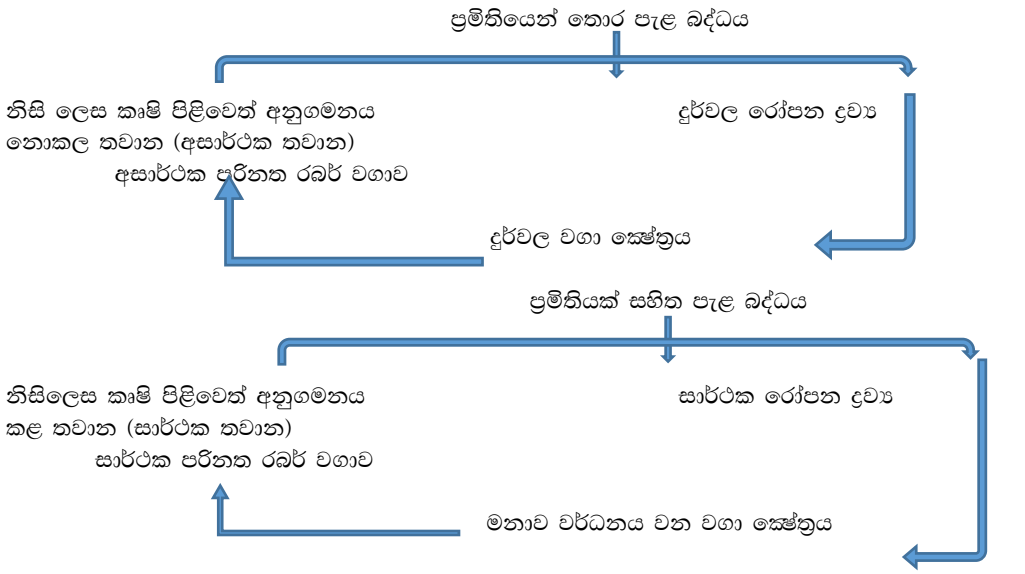 ප්‍රමිතියෙන් තොර පැළ බද්ධය
නිසි ලෙස කෘෂි පිළිවෙත් අනුගමනය
නොකල තවාන (අසාර්ථක තවාන)
දුර්වල රෝපන ද්‍රව්‍ය
අසාර්ථක පරිනත රබර් වගාව
දුර්වල වගා ක්‍ෂේත්‍රය
ප්‍රමිතියක් සහිත පැළ බද්ධය
නිසිලෙස කෘෂි පිළිවෙත් අනුගමනය
කළ තවාන (සාර්ථක තවාන)
සාර්ථක රෝපන ද්‍රව්‍ය
සාර්ථක පරිනත රබර් වගාව
මනාව වර්ධනය වන වගා ක්‍ෂේත්‍රය